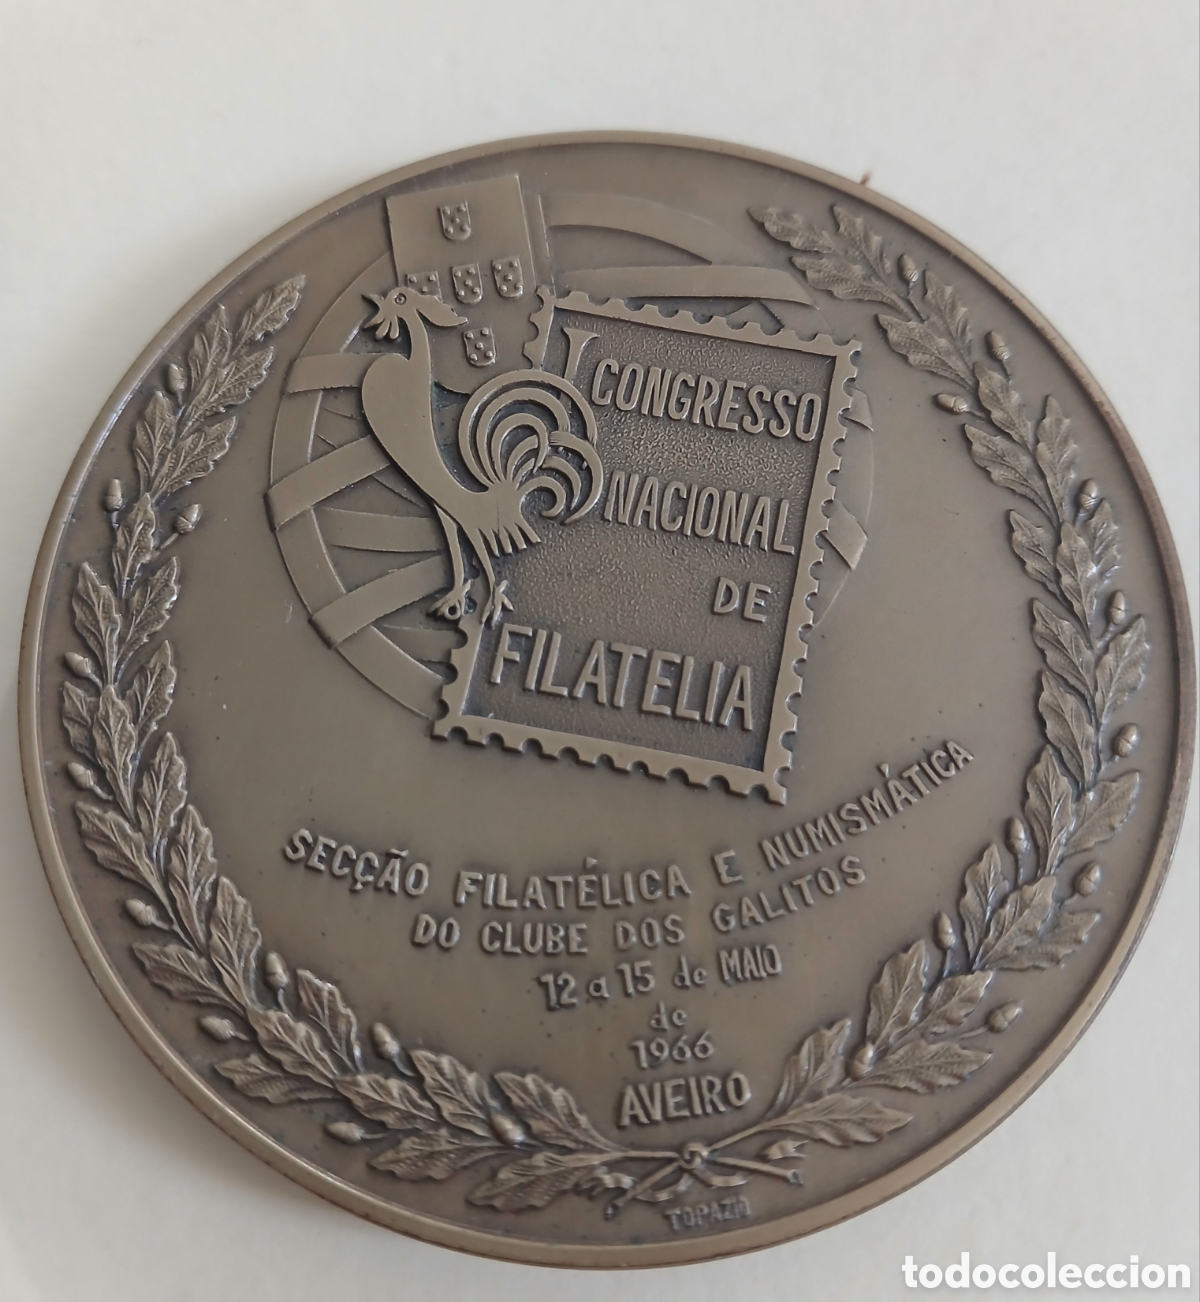 I CONGRESSO
NACIONAL
DE
FILATELIA
SECÇÃO FILATÉLICA E NUMISMÁTICA
DO CLUBE DOS GALITOS
12 a 15 de MAIO
de
1966
AVEIRO
TOPAZIO
todocoleccion